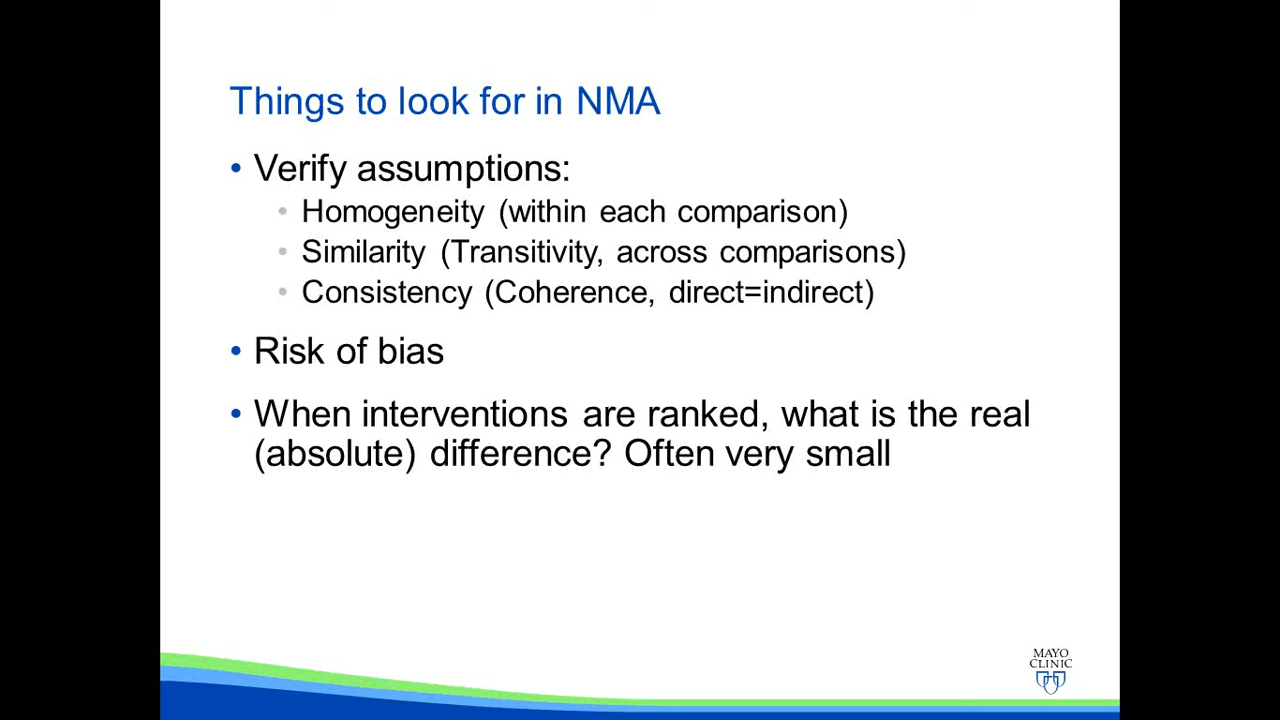 Things to look for in NMA
• Verify assumptions:
• Homogeneity (within each comparison)
• Similarity (Transitivity, across comparisons)
• Consistency (Coherence, direct=indirect)
• Risk of bias
• When interventions are ranked, what is the real
(absolute) difference? Often very small
MAYO
CLINIC